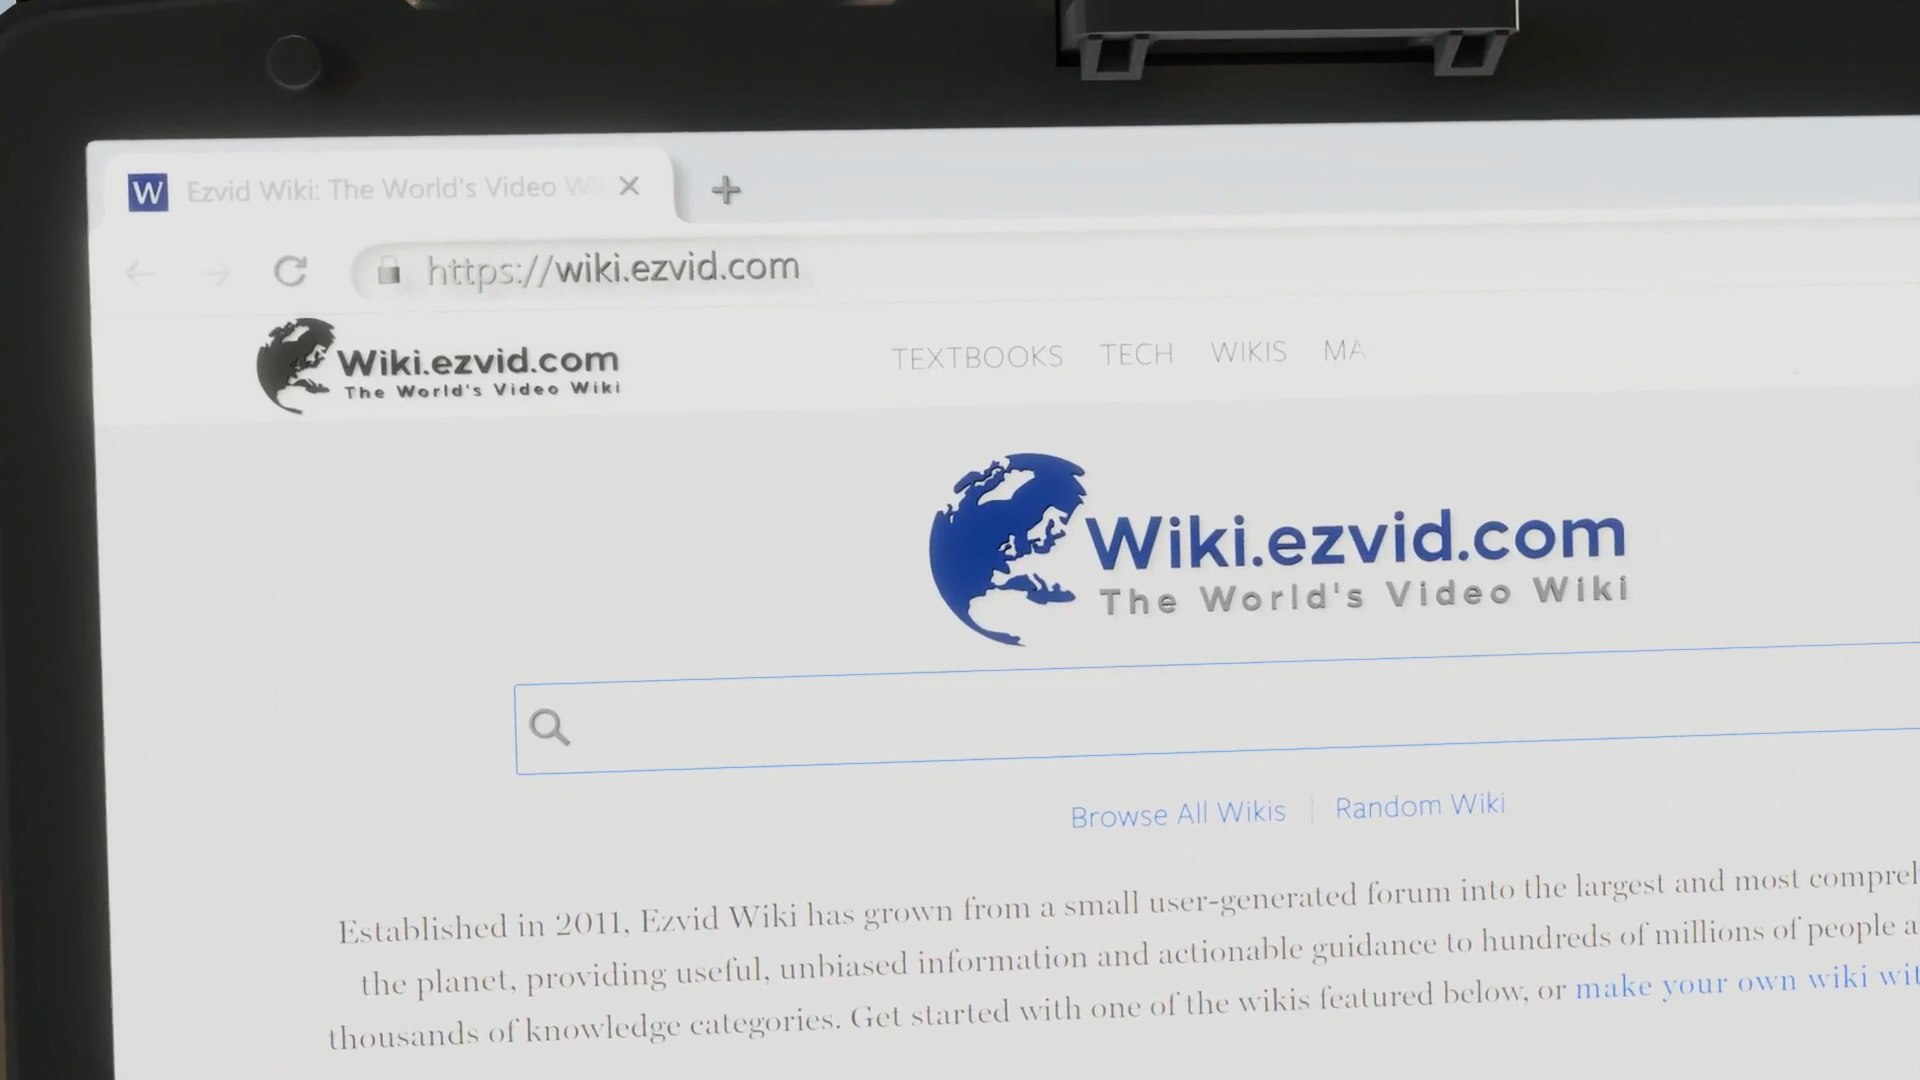 W Ezvid Wiki: The World's Video
https://wiki.ezvid.com
Wiki.ezvid.com
The World's Video Wiki
TEXTBOOKS TECH WIKIS MA
Wiki.ezvid.com
The World's Video Wiki
Browse All Wikis Random Wiki
Established in 2011, Ezvid Wiki has grown from a small user-generated forum into the largest and most
the planet, providing useful, unbiased information and actionable guidance to hundreds of millions of people
thousands of knowledge categories. Get started with one of the wikis featured below, or make your own wiki